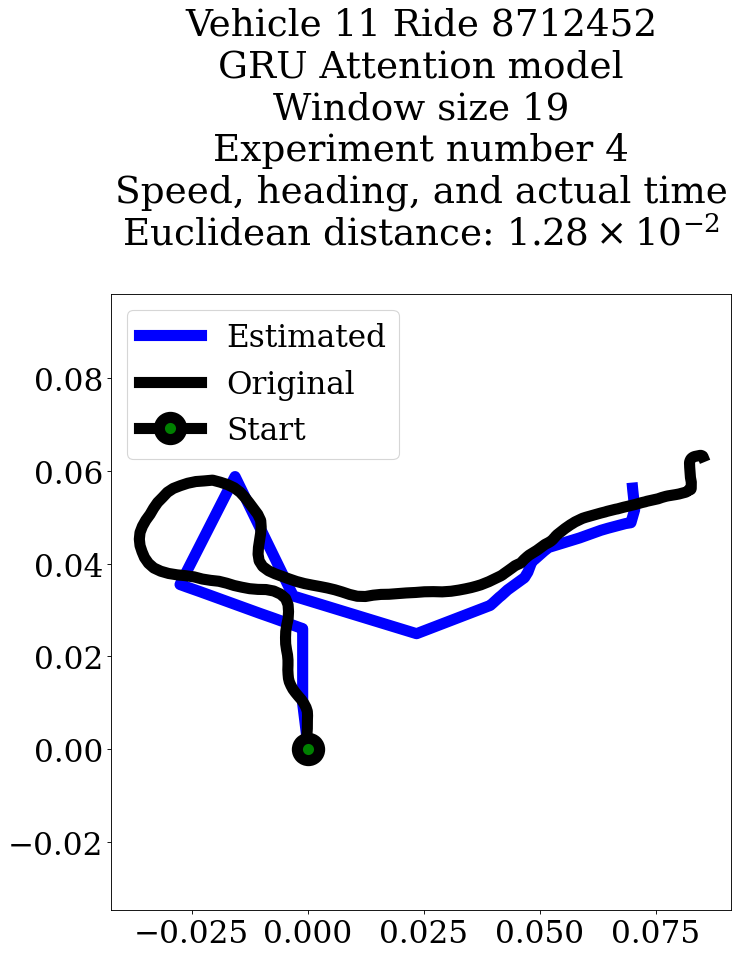 Vehicle 11 Ride 8712452
GRU Attention model
Window size 19
Experiment number 4
Speed, heading, and actual time
Euclidean distance: 1.28 × 10⁻²
Estimated
Original
Start
0.08
0.06
0.04
0.02
0.00
−0.02
−0.025 0.000 0.025 0.050 0.075